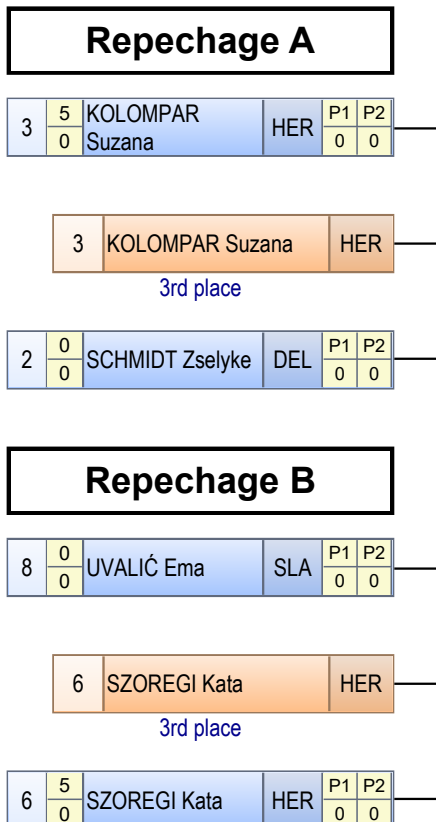 Repechage A
3 5 0 KOLOMPAR Suzana HER P1 P2 0 0
3 KOLOMPAR Suzana HER
3rd place
2 0 0 SCHMIDT Zselyke DEL P1 P2 0 0
Repechage B
8 0 0 UVALIĆ Ema SLA P1 P2 0 0
6 SZOREGI Kata HER
3rd place
6 5 0 SZOREGI Kata HER P1 P2 0 0